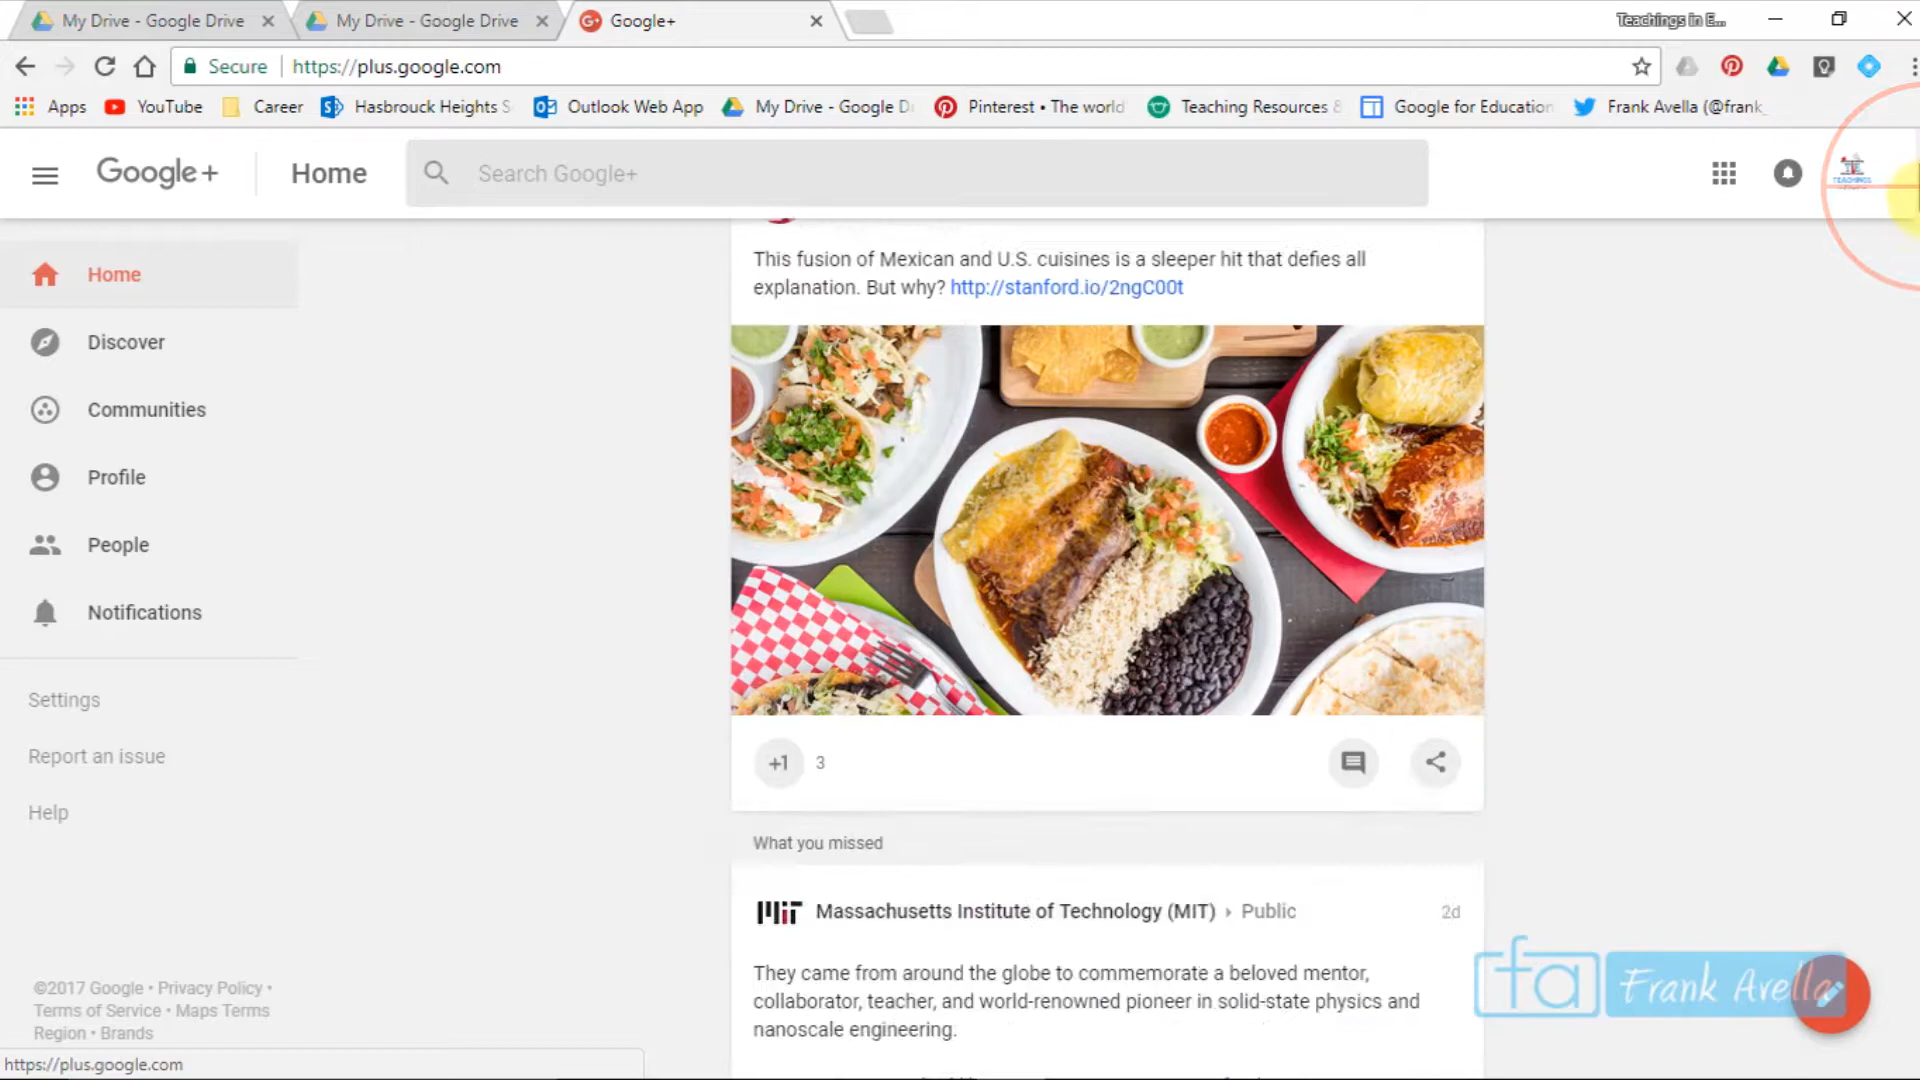 My Drive - Google Drive
My Drive - Google Drive
Google+
Teachings in E...
Secure
https://plus.google.com
Apps
YouTube
Career
Hasbrouck Heights S
Outlook Web App
My Drive - Google D
Pinterest • The world
Teaching Resources &
Google for Education
Frank Avella (@frank_
Google+
Home
Search Google+
TEACHINGS
Home
Discover
Communities
Profile
People
Notifications
Settings
Report an issue
Help
©2017 Google • Privacy Policy •
Terms of Service • Maps Terms
Region • Brands
https://plus.google.com
This fusion of Mexican and U.S. cuisines is a sleeper hit that defies all
explanation. But why? http://stanford.io/2ngC00t
+1
3
What you missed
MIT
Massachusetts Institute of Technology (MIT)
Public
2d
They came from around the globe to commemorate a beloved mentor,
collaborator, teacher, and world-renowned pioneer in solid-state physics and
nanoscale engineering.
fa
Frank Avella